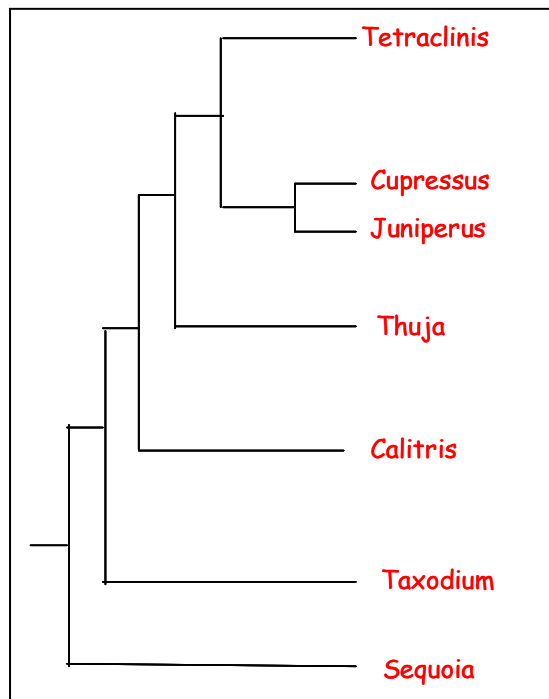 Tetraclinis
Cupressus
Juniperus
Thuja
Calitris
Taxodium
Sequoia